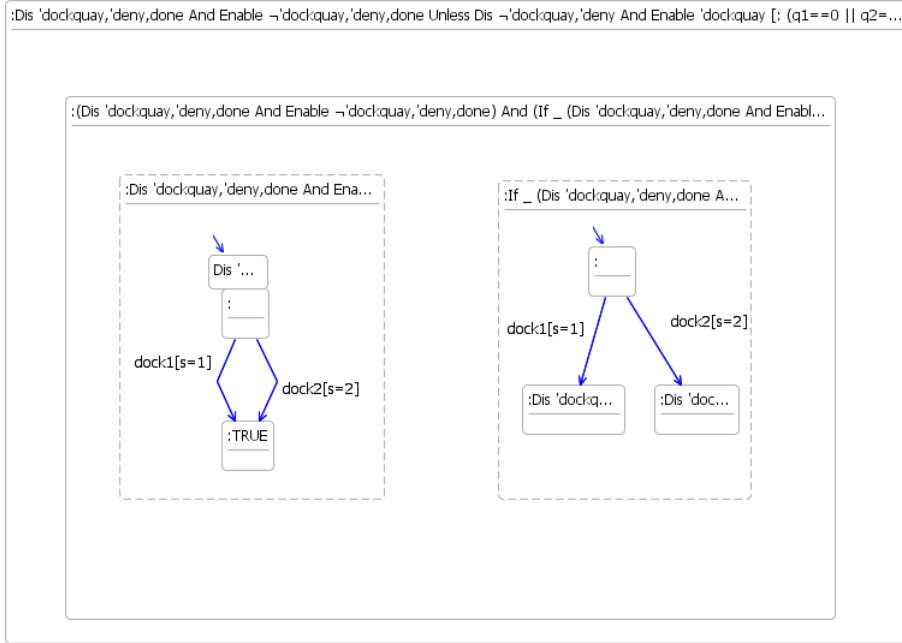 :Dis 'dockquay,'deny,done And Enable ¬'dockquay,'deny,done Unless Dis ¬'dockquay,'deny And Enable 'dockquay [: (q1==0 || q2=...
:(Dis 'dockquay,'deny,done And Enable ¬'dockquay,'deny,done) And (If _ (Dis 'dockquay,'deny,done And Enabl...
:Dis 'dockquay,'deny,done And Ena...
:If _ (Dis 'dockquay,'deny,done A...
Dis '...
:
:
dock1[s=1]
dock2[s=2]
dock1[s=1]
dock2[s=2]
:TRUE
:Dis 'dockq...
:Dis 'doc...